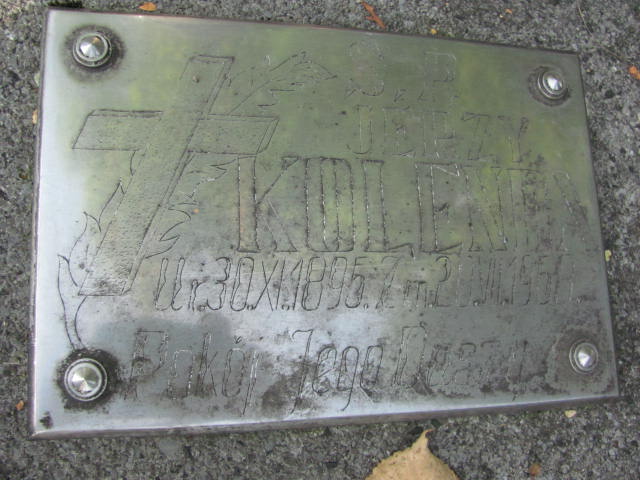 Ś. P.
JERZY
KOLENDA
Ur.30.XI.1895.
Pokój Jego Duszy